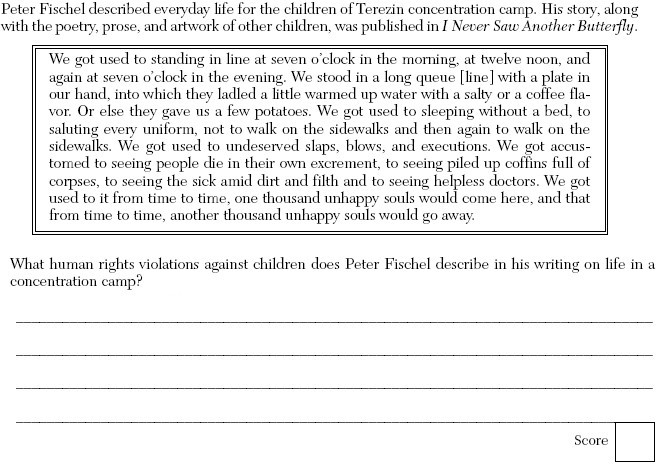 Peter Fischel described everyday life for the children of Terezin concentration camp. His story, along
with the poetry, prose, and artwork of other children, was published in I Never Saw Another Butterfly.
We got used to standing in line at seven o'clock in the morning, at twelve noon, and
again at seven o'clock in the evening. We stood in a long queue [line] with a plate in
our hand, into which they ladled a little warmed up water with a salty or a coffee fla-
vor. Or else they gave us a few potatoes. We got used to sleeping without a bed, to
saluting every uniform, not to walk on the sidewalks and then again to walk on the
sidewalks. We got used to undeserved slaps, blows, and executions. We got accus-
tomed to seeing people die in their own excrement, to seeing piled up coffins full of
corpses, to seeing the sick amid dirt and filth and to seeing helpless doctors. We got
used to it from time to time, one thousand unhappy souls would come here, and that
from time to time, another thousand unhappy souls would go away.
What human rights violations against children does Peter Fischel describe in his writing on life in a
concentration camp?
Score